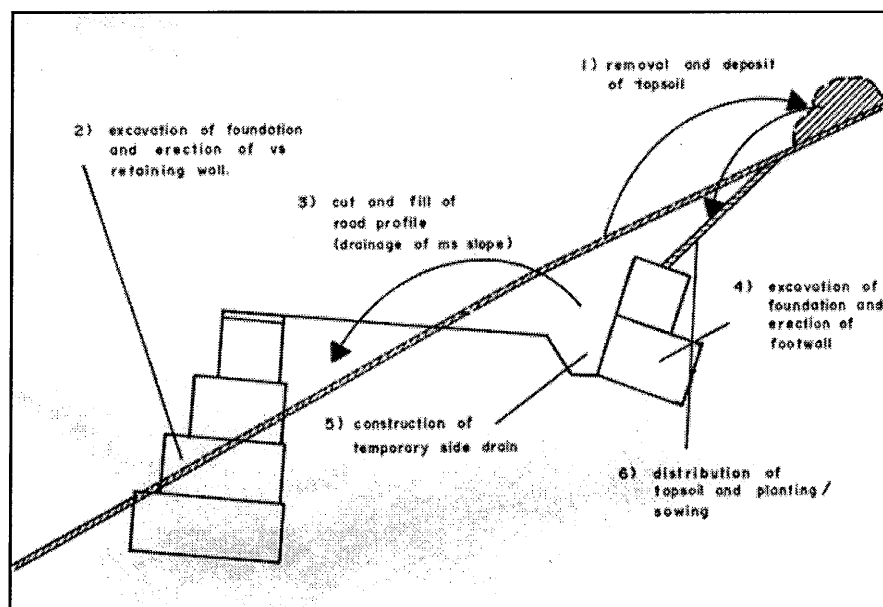 1) removal and deposit
of topsoil
2) excavation of foundation
and erection of vs
retaining wall.
3) cut and fill of
road profile
(drainage of ms slope)
4) excavation of
foundation and
erection of
footwall
5) construction of
temporary side drain
6) distribution of
topsoil and planting/
sowing